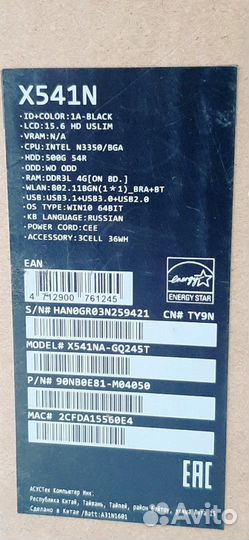 X541N
·ID+COLOR:1A-BLACK
·LCD:15.6 HD USLIM
·VRAM:N/A
·CPU:INTEL N3350/BGA
·HDD:500G 54R
·ODD:WO ODD
·RAM:DDR3L 4G[ON BD.]
·WLAN:802.11BGN(1*1)_BRA+BT
·USB:USB3.1+USB3.0+USB2.0
·OS TYPE:WIN10 64BIT
·KB LANGUAGE:RUSSIAN
·POWER CORD:CEE
·ACCESSORY:3CELL 36WH
EAN
4 712900 761245
ENERGY STAR
S/N# HAN0GR03N259421 CN# TY9N
MODEL# X541NA-GQ245T
P/N# 90NB0E81-M04050
MAC# 2CFDA15560E4
EAC
АСУСТек Компьютер Инк.
Республика Китай, Тайвань, Тайпей, район
Сделано в Китае /Batt:A31N1601
Avito